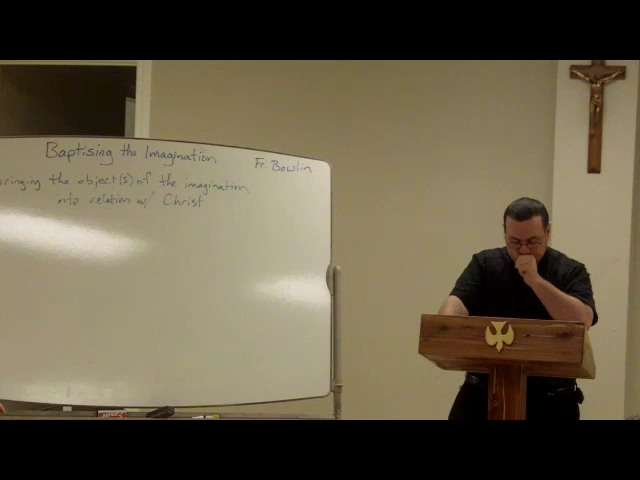 Baptising the Imagination
Fr. Bowlin
bringing the object(s) of the imagination
into relation w/ Christ